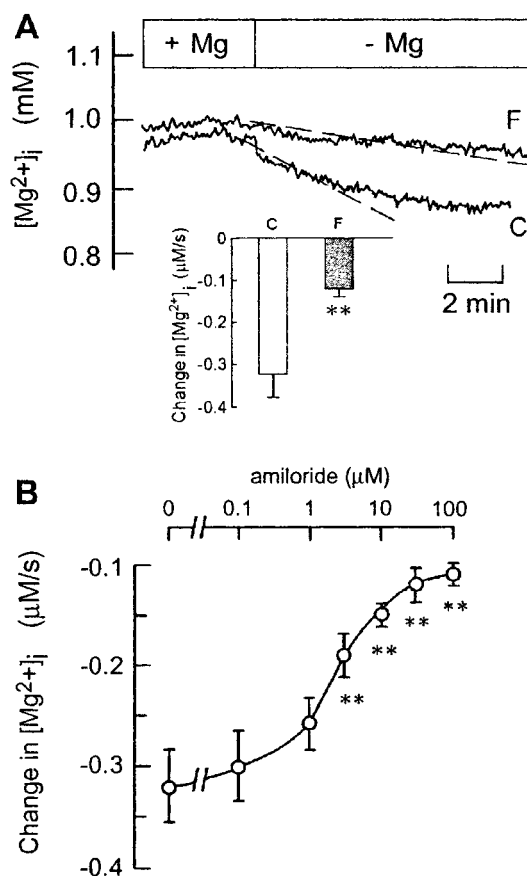 A
+ Mg
- Mg
[Mg2+]i (mM)
1.1
1.0
0.9
0.8
F
C
2 min
C
F
Change in [Mg2+]i (μM/s)
0
-0.1
-0.2
-0.3
-0.4
**
B
amiloride (μM)
0
0.1
1
10
100
Change in [Mg2+]i (μM/s)
-0.1
-0.2
-0.3
-0.4
**
**
**
**